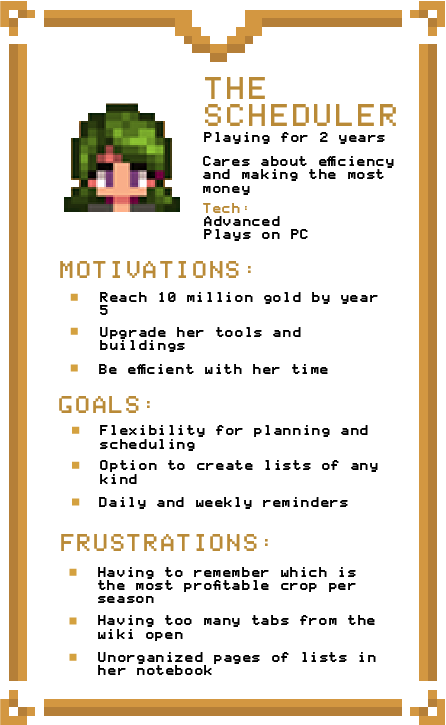 THE
SCHEDULER
Playing for 2 years
Cares about efficiency
and making the most
money
Tech:
Advanced
Plays on PC
MOTIVATIONS:
Reach 10 million gold by year
5
Upgrade her tools and
buildings
Be efficient with her time
GOALS:
Flexibility for planning and
scheduling
Option to create lists of any
kind
Daily and weekly reminders
FRUSTRATIONS:
Having to remember which is
the most profitable crop per
season
Having too many tabs from the
wiki open
Unorganized pages of lists in
her notebook